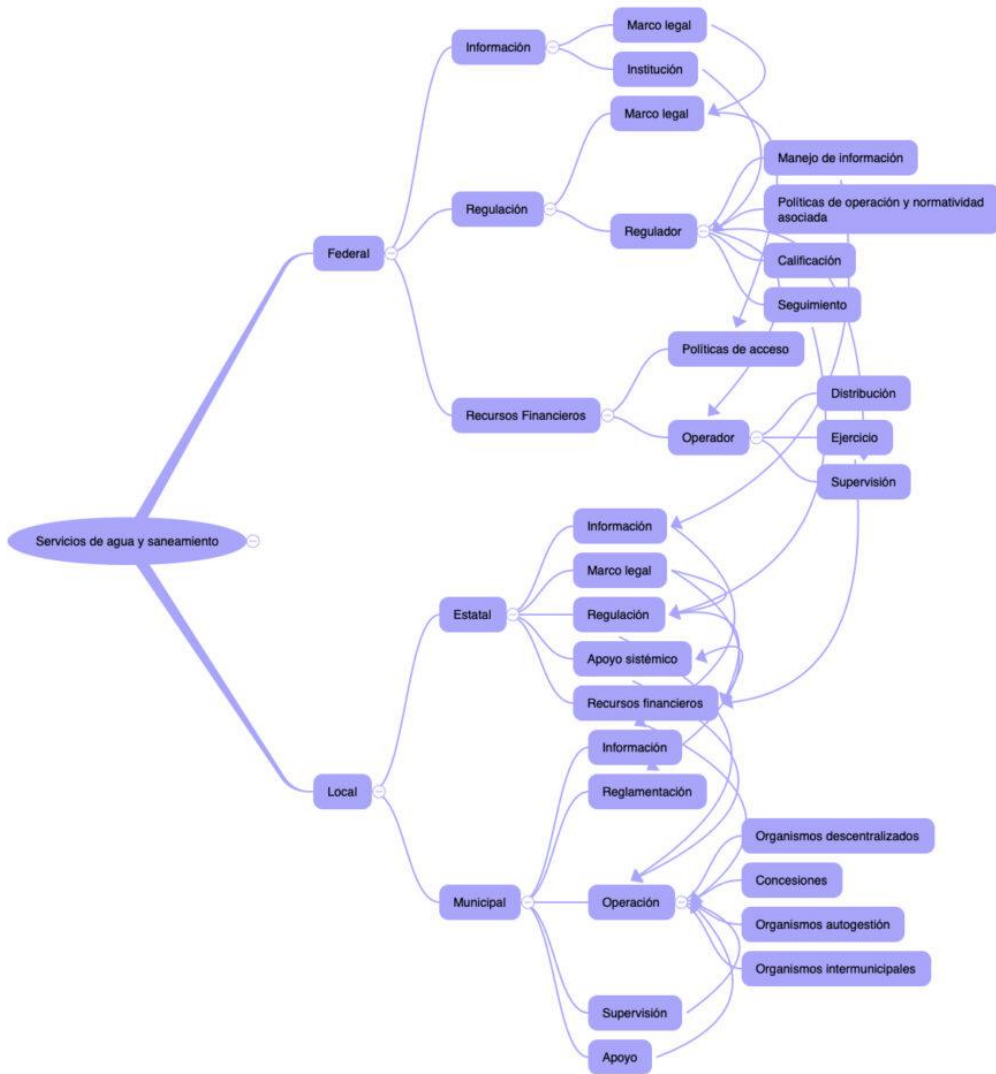 Servicios de agua y saneamiento
Federal
Información
Marco legal
Institución
Regulación
Marco legal
Regulador
Manejo de información
Políticas de operación y normatividad
asociada
Calificación
Seguimiento
Recursos Financieros
Políticas de acceso
Operador
Distribución
Ejercicio
Supervisión
Local
Estatal
Información
Marco legal
Regulación
Apoyo sistémico
Recursos financieros
Municipal
Información
Reglamentación
Operación
Organismos descentralizados
Concesiones
Organismos autogestión
Organismos intermunicipales
Supervisión
Apoyo